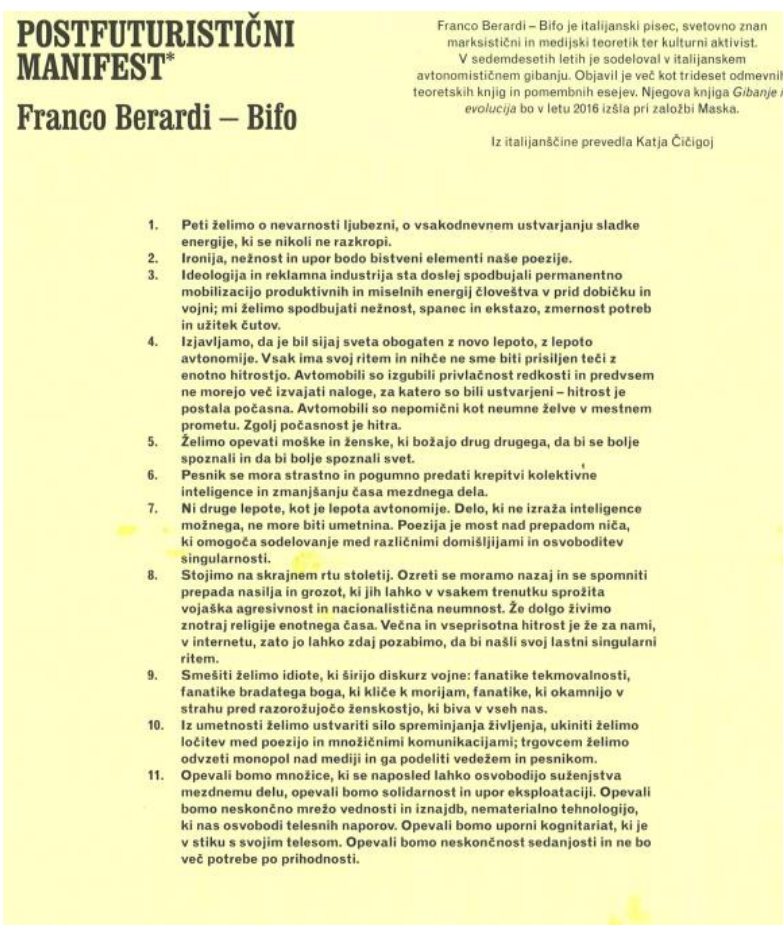 POSTFUTURISTIČNI
MANIFEST*
Franco Berardi – Bifo
Franco Berardi – Bifo je italijanski pisec, svetovno znan
marksistični in medijski teoretik ter kulturni aktivist.
V sedemdesetih letih je sodeloval v italijanskem
avtonomističnem gibanju. Objavil je več kot trideset odmevnih
teoretskih knjig in pomembnih esejev. Njegova knjiga Gibanje i
evolucija bo v letu 2016 izšla pri založbi Maska.
Iz italijanščine prevedla Katja Čičigoj
1. Peti želimo o nevarnosti ljubezni, o vsakodnevnem ustvarjanju sladke
energije, ki se nikoli ne razkropi.
2. Ironija, nežnost in upor bodo bistveni elementi naše poezije.
3. Ideologija in reklamna industrija sta doslej spodbujali permanentno
mobilizacijo produktivnih in miselnih energij človeštva v prid dobičku in
vojni; mi želimo spodbujati nežnost, spanec in ekstazo, zmernost potreb
in užitek čutov.
4. Izjavljamo, da je bil sijaj sveta obogaten z novo lepoto, z lepoto
avtonomije. Vsak ima svoj ritem in nihče ne sme biti prisiljen teči z
enotno hitrostjo. Avtomobili so izgubili privlačnost redkosti in predvsem
ne morejo več izvajati naloge, za katero so bili ustvarjeni – hitrost je
postala počasna. Avtomobili so nepomični kot neumne želve v mestnem
prometu. Zgolj počasnost je hitra.
5. Želimo opevati moške in ženske, ki božajo drug drugega, da bi se bolje
spoznali in da bi bolje spoznali svet.
6. Pesnik se mora strastno in pogumno predati krepitvi kolektivne
inteligence in zmanjšanju časa mezdnega dela.
7. Ni druge lepote, kot je lepota avtonomije. Delo, ki ne izraža inteligence
možnega, ne more biti umetnina. Poezija je most nad prepadom niča,
ki omogoča sodelovanje med različnimi domišljijami in osvoboditev
singularnosti.
8. Stojimo na skrajnem rtu stoletij. Ozreti se moramo nazaj in se spomniti
prepada nasilja in grozot, ki jih lahko v vsakem trenutku sprožita
vojaška agresivnost in nacionalistična neumnost. Že dolgo živimo
znotraj religije enotnega časa. Večna in vseprisotna hitrost je že za nami,
v internetu, zato jo lahko zdaj pozabimo, da bi našli svoj lastni singularni
ritem.
9. Smešiti želimo idiote, ki širijo diskurz vojne: fanatike tekmovalnosti,
fanatike bradatega boga, ki kliče k morijam, fanatike, ki okamnijo v
strahu pred razorožujočo ženskostjo, ki biva v vseh nas.
10. Iz umetnosti želimo ustvariti silo spreminjanja življenja, ukiniti želimo
ločitev med poezijo in množičnimi komunikacijami; trgovcem želimo
odvzeti monopol nad mediji in ga podeliti vedežem in pesnikom.
11. Opevali bomo množice, ki se naposled lahko osvobodijo suženjstva
mezdnemu delu, opevali bomo solidarnost in upor eksploataciji. Opevali
bomo neskončno mrežo vednosti in iznajdb, nematerialno tehnologijo,
ki nas osvobodi telesnih naporov. Opevali bomo uporni kognitariat, ki je
v stiku s svojim telesom. Opevali bomo neskončnost sedanjosti in ne bo
več potrebe po prihodnosti.